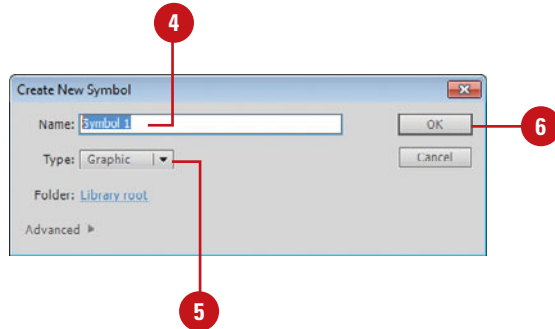 4
Create New Symbol
Name: Symbol 1
OK
6
Type: Graphic
Cancel
Folder: Library root
Advanced
5